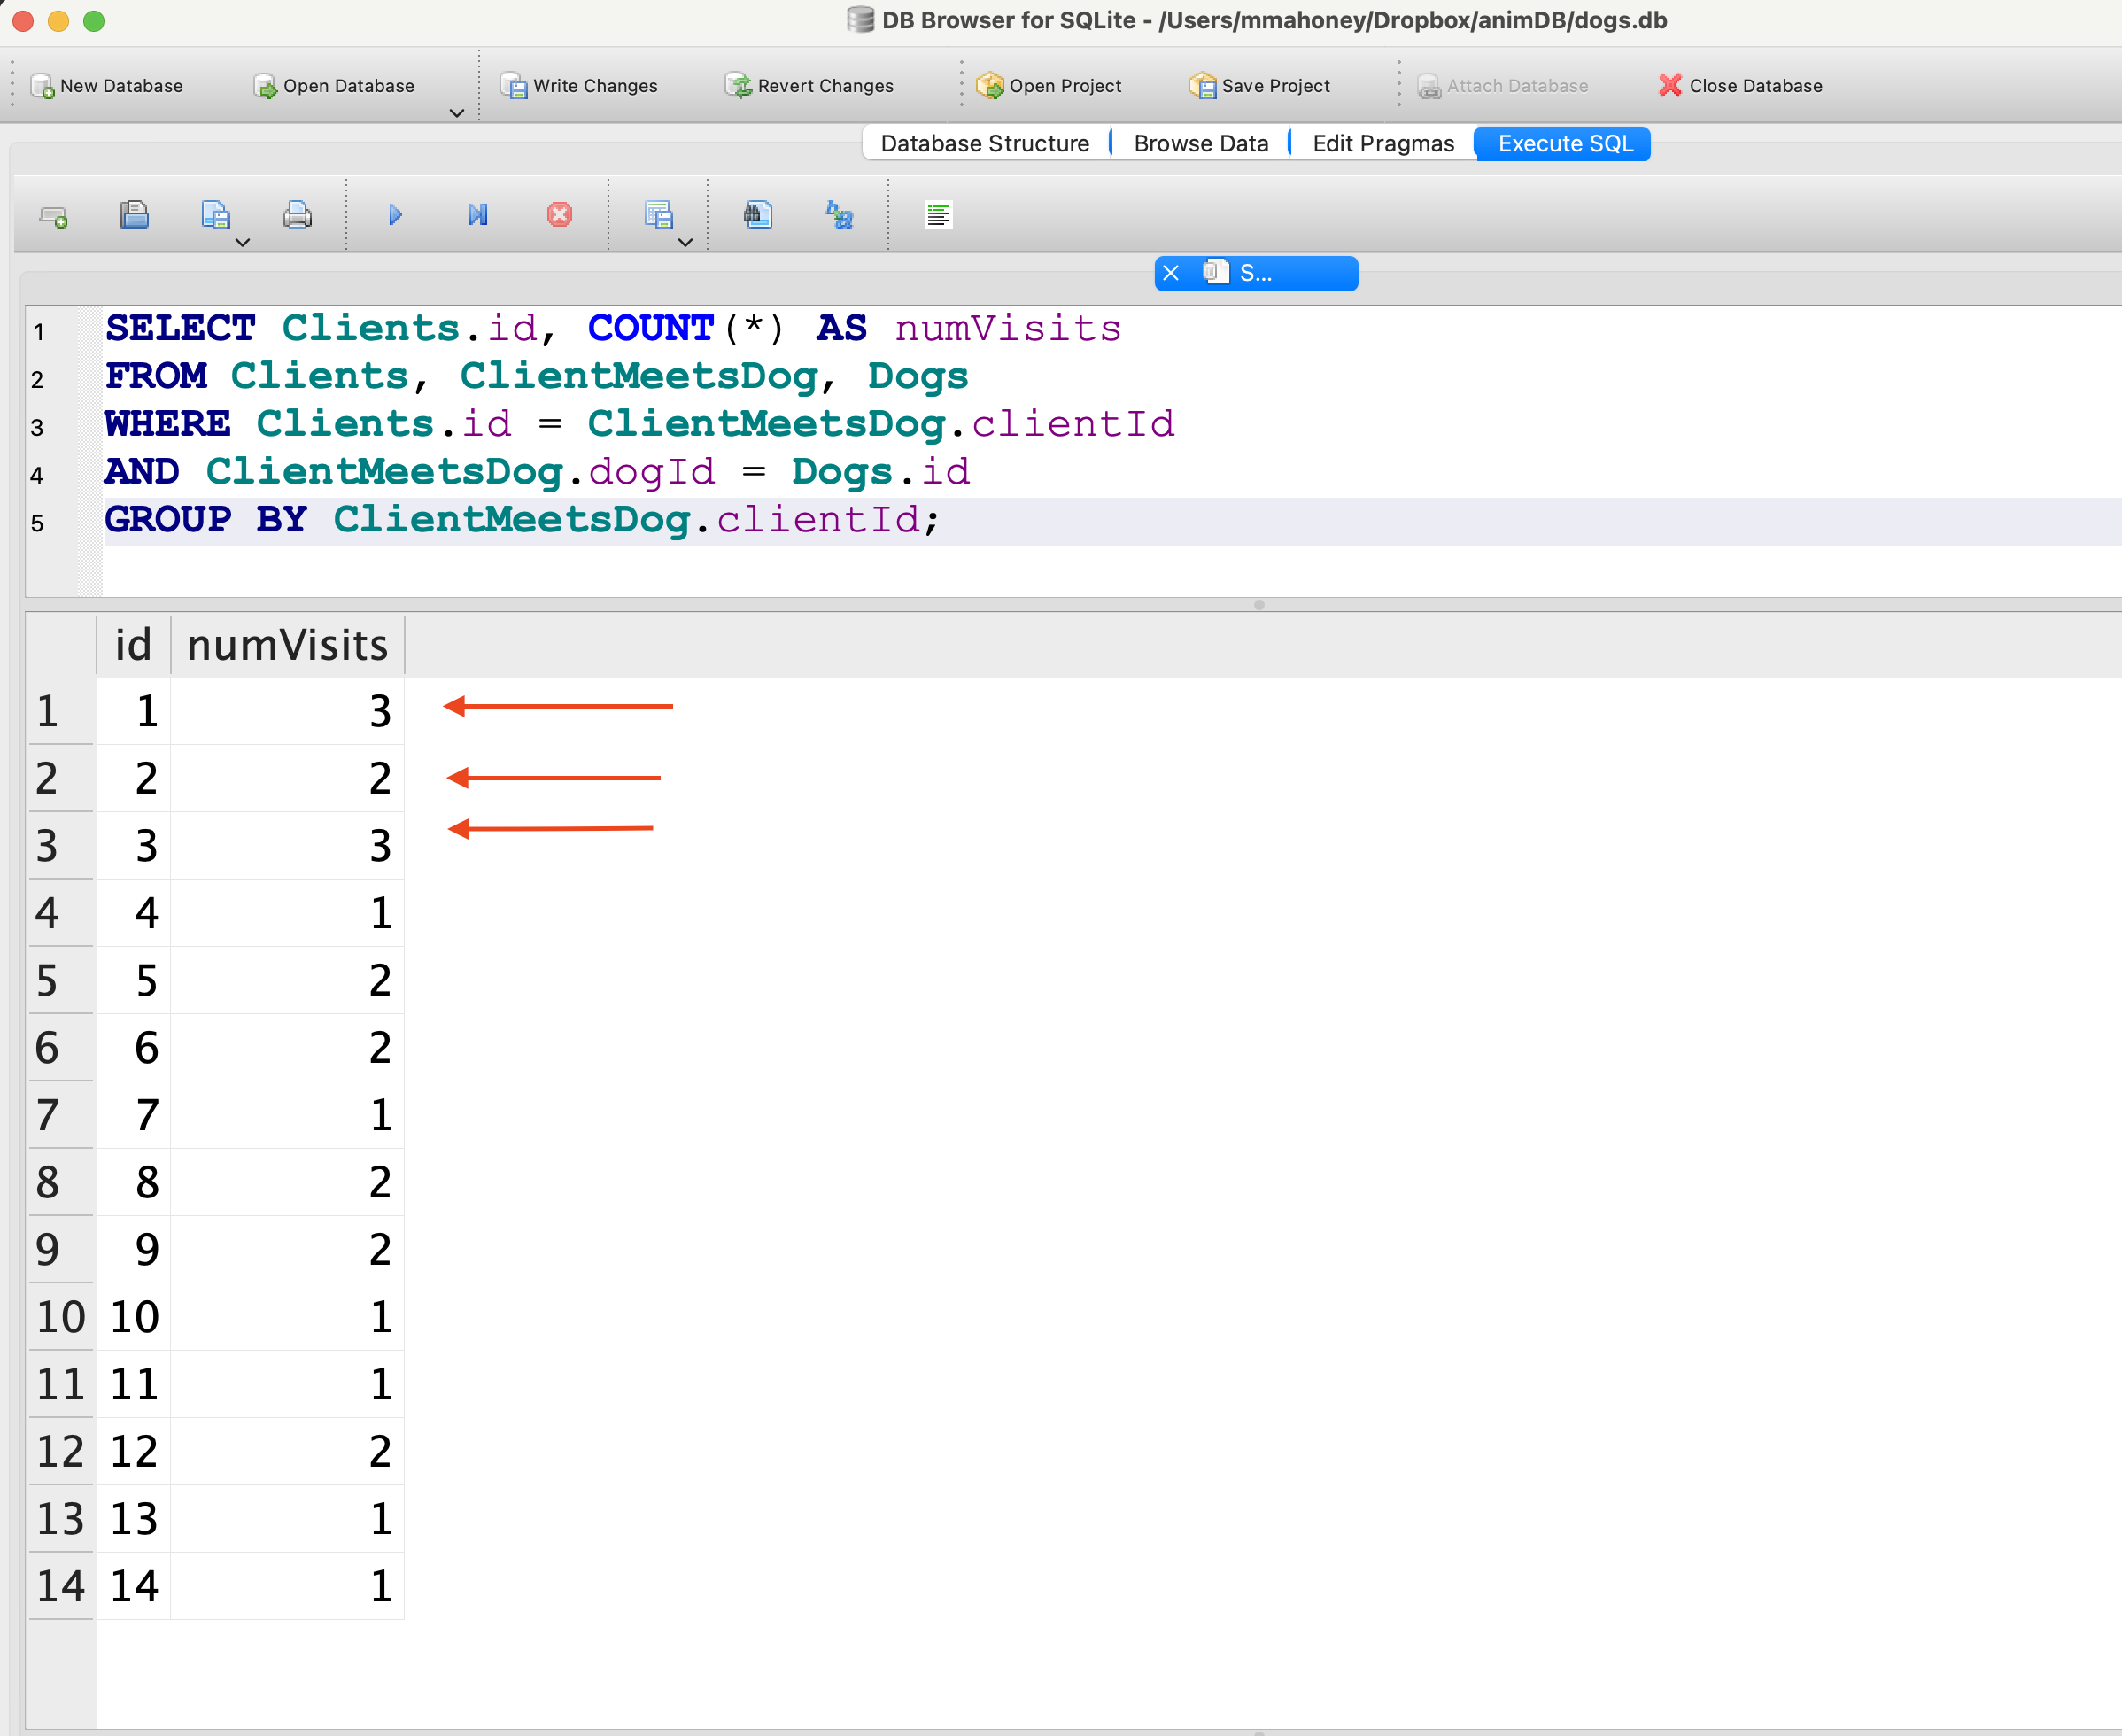 DB Browser for SQLite - /Users/mmahoney/Dropbox/animDB/dogs.db
New Database Open Database Write Changes Revert Changes Open Project Save Project Attach Database Close Database
Database Structure Browse Data Edit Pragmas Execute SQL
S...
1 SELECT Clients.id, COUNT(*) AS numVisits
2 FROM Clients, ClientMeetsDog, Dogs
3 WHERE Clients.id = ClientMeetsDog.clientId
4 AND ClientMeetsDog.dogId = Dogs.id
5 GROUP BY ClientMeetsDog.clientId;
id numVisits
1 1 3
2 2 2
3 3 3
4 4 1
5 5 2
6 6 2
7 7 1
8 8 2
9 9 2
10 10 1
11 11 1
12 12 2
13 13 1
14 14 1